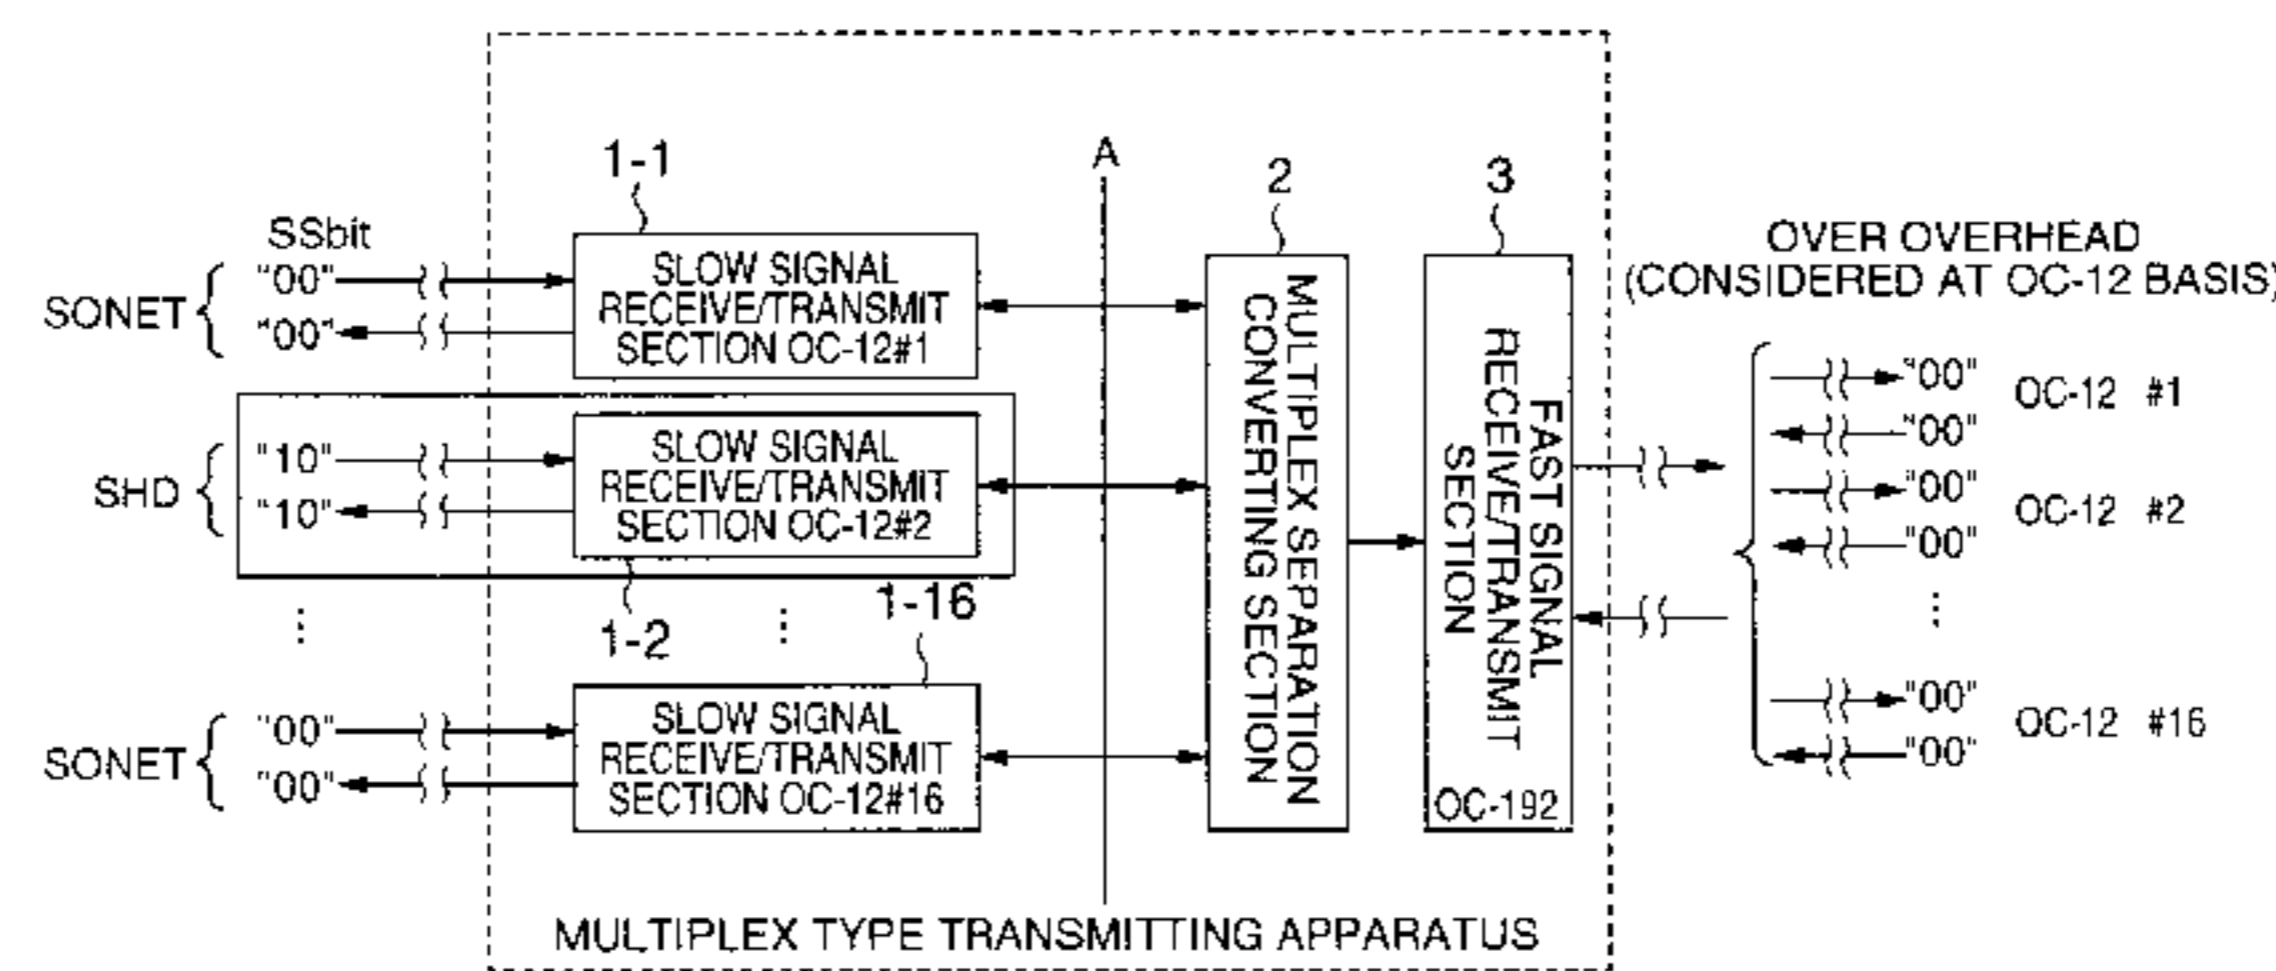 A
1-1
2
3
SSbit
SONET
"00"
"00"
SLOW SIGNAL
RECEIVE/TRANSMIT
SECTION OC-12#1
SHD
"10"
"10"
SLOW SIGNAL
RECEIVE/TRANSMIT
SECTION OC-12#2
1-2
1-16
SONET
"00"
"00"
SLOW SIGNAL
RECEIVE/TRANSMIT
SECTION OC-12#16
MULTIPLEX SEPARATION
CONVERTING SECTION
FAST SIGNAL
RECEIVE/TRANSMIT
SECTION
OC-192
OVER OVERHEAD
(CONSIDERED AT OC-12 BASIS)
"00"
OC-12 #1
"00"
"00"
OC-12 #2
"00"
"00"
OC-12 #16
"00"
MULTIPLEX TYPE TRANSMITTING APPARATUS